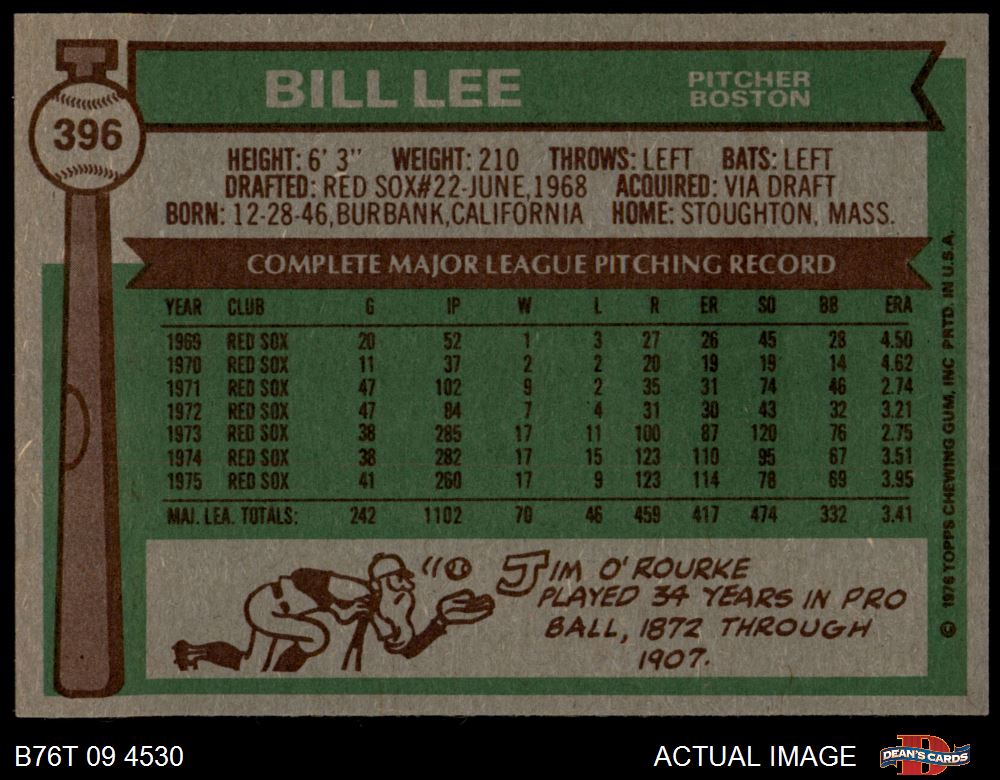 396
BILL LEE
PITCHER
BOSTON
HEIGHT: 6' 3" WEIGHT: 210 THROWS: LEFT BATS: LEFT
DRAFTED: RED SOX#22-JUNE,1968 ACQUIRED: VIA DRAFT
BORN: 12-28-46,BURBANK,CALIFORNIA HOME: STOUGHTON, MASS.
COMPLETE MAJOR LEAGUE PITCHING RECORD
YEAR CLUB G IP W L R ER SO BB ERA
1969 RED SOX 20 52 1 3 27 26 45 28 4.50
1970 RED SOX 11 37 2 2 20 19 19 14 4.62
1971 RED SOX 47 102 9 2 35 31 74 46 2.74
1972 RED SOX 47 84 7 4 31 30 43 32 3.21
1973 RED SOX 38 285 17 11 100 87 120 76 2.75
1974 RED SOX 38 282 17 15 123 110 95 67 3.51
1975 RED SOX 41 260 17 9 123 114 78 69 3.95
MAJ. LEA. TOTALS: 242 1102 70 46 459 417 474 332 3.41
JIM O'ROURKE
PLAYED 34 YEARS IN PRO
BALL, 1872 THROUGH
1907.
© 1976 TOPPS CHEWING GUM, INC PRTD. IN U.S.A.
B76T 09 4530
ACTUAL IMAGE
D
DEAN'S CARDS